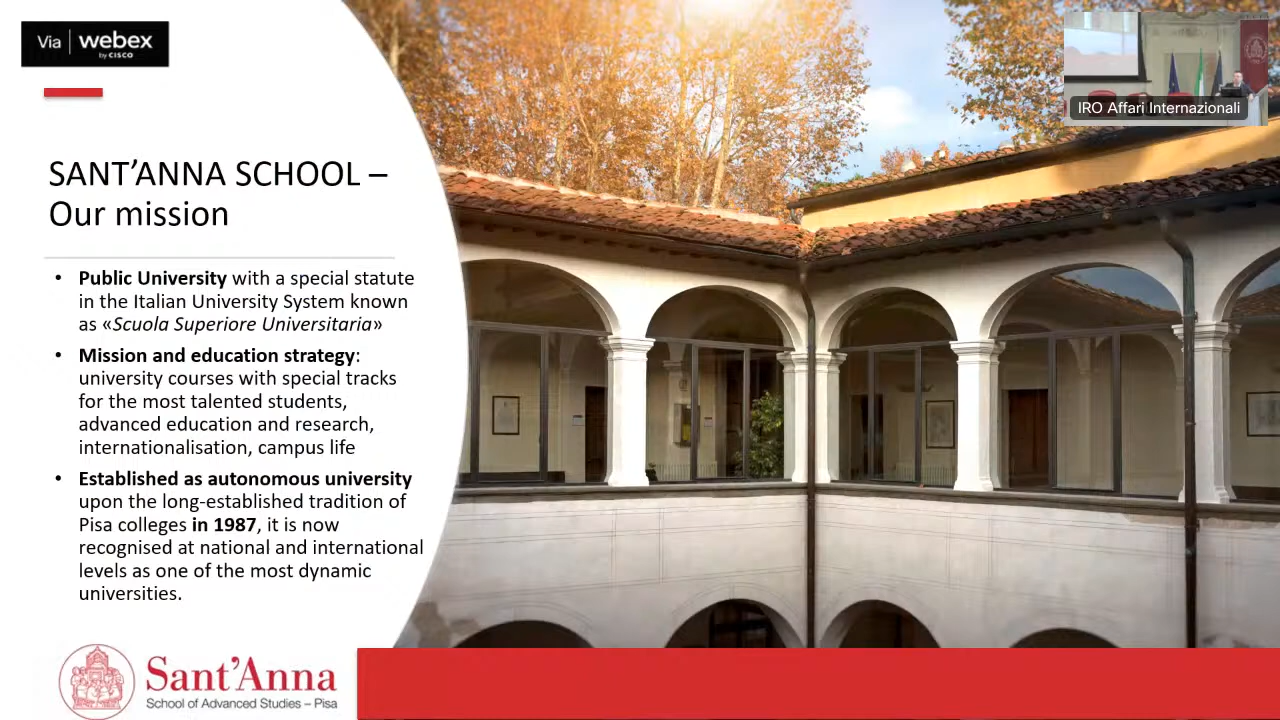 Via webex
by CISCO
IRO Affari Internazionali
SANT’ANNA SCHOOL –
Our mission
• Public University with a special statute
in the Italian University System known
as «Scuola Superiore Universitaria»
• Mission and education strategy:
university courses with special tracks
for the most talented students,
advanced education and research,
internationalisation, campus life
• Established as autonomous university
upon the long-established tradition of
Pisa colleges in 1987, it is now
recognised at national and international
levels as one of the most dynamic
universities.
Sant’Anna
School of Advanced Studies – Pisa